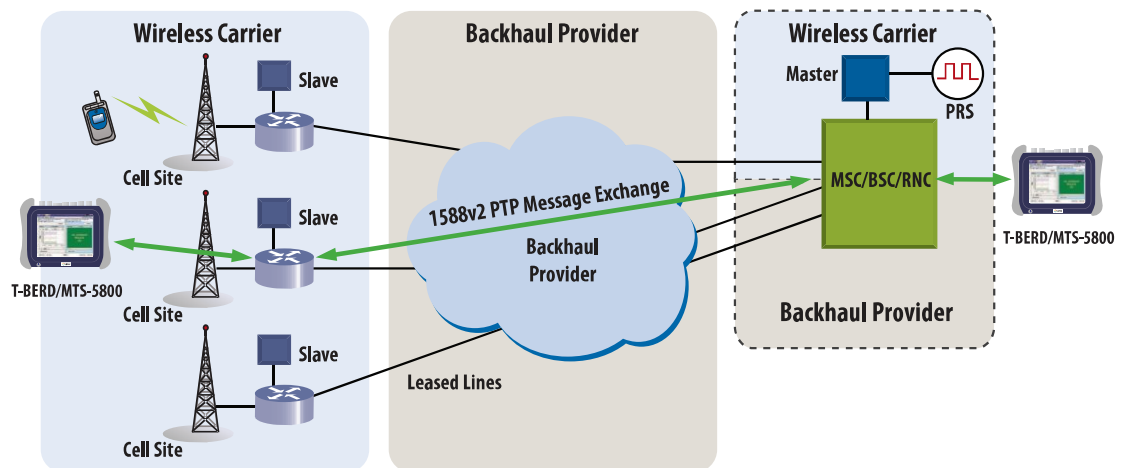 Wireless Carrier
Backhaul Provider
Wireless Carrier
Slave
Master
PRS
Cell Site
MSC/BSC/RNC
1588v2 PTP Message Exchange
Slave
Backhaul
Provider
T-BERD/MTS-5800
T-BERD/MTS-5800
Cell Site
Backhaul Provider
Slave
Leased Lines
Cell Site